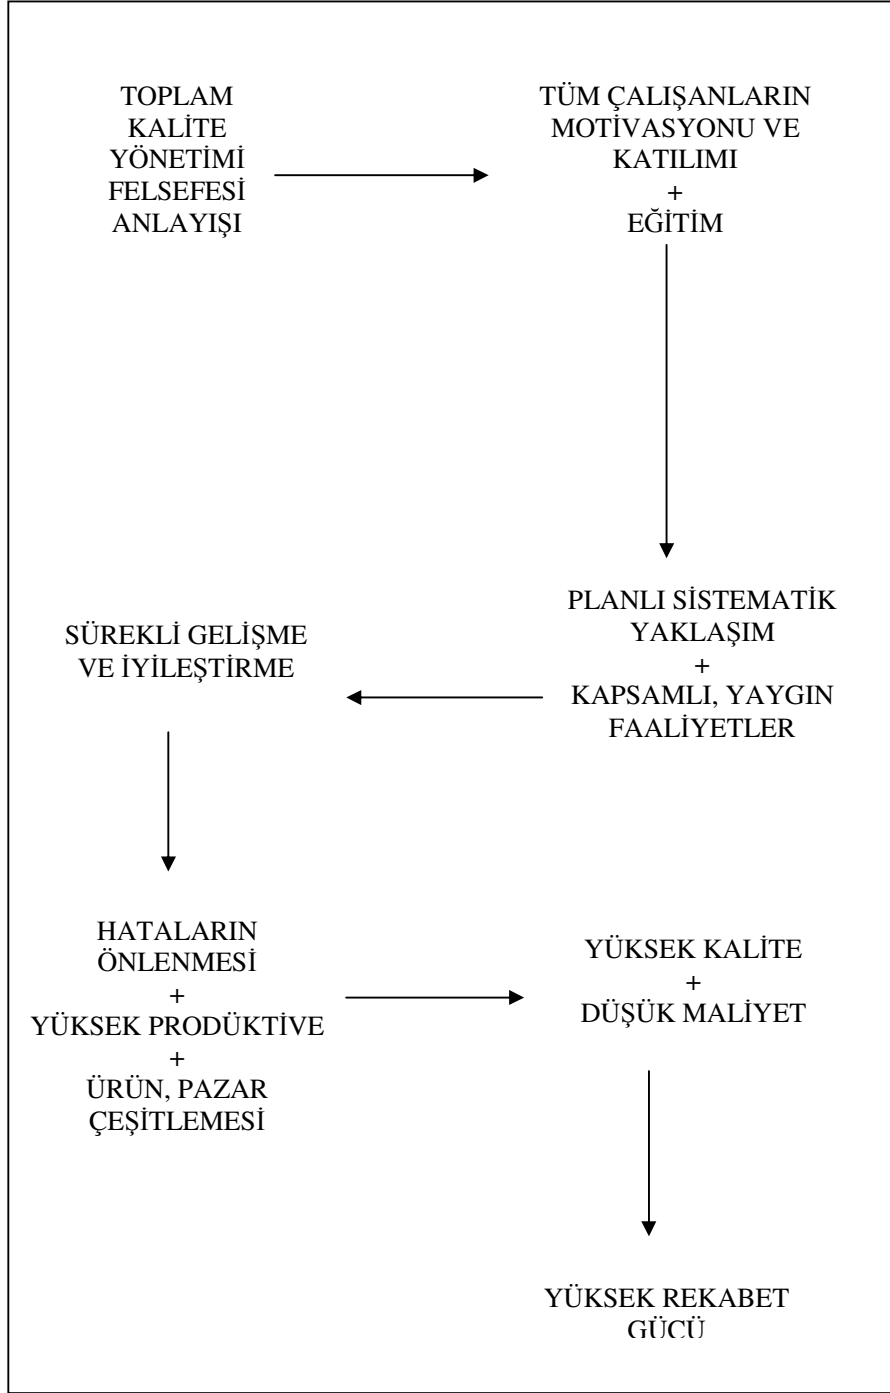 TOPLAM
KALİTE
YÖNETİMİ
FELSEFESİ
ANLAYIŞI
TÜM ÇALIŞANLARIN
MOTİVASYONU VE
KATILIMI
+
EĞİTİM
PLANLI SİSTEMATİK
YAKLAŞIM
+
KAPSAMLI, YAYGIN
FAALİYETLER
SÜREKLİ GELİŞME
VE İYİLEŞTİRME
HATALARIN
ÖNLENMESİ
+
YÜKSEK PRODÜKTİVE
+
ÜRÜN, PAZAR
ÇEŞİTLEMESİ
YÜKSEK KALİTE
+
DÜŞÜK MALİYET
YÜKSEK REKABET
GÜCÜ